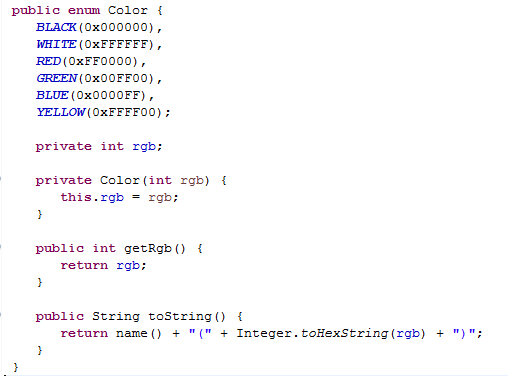 public enum Color {
   BLACK(0x000000),
   WHITE(0xFFFFFF),
   RED(0xFF0000),
   GREEN(0x00FF00),
   BLUE(0x0000FF),
   YELLOW(0xFFFF00);

   private int rgb;

   private Color(int rgb) {
      this.rgb = rgb;
   }

   public int getRgb() {
      return rgb;
   }

   public String toString() {
      return name() + "(" + Integer.toHexString(rgb) + ")";
   }
}